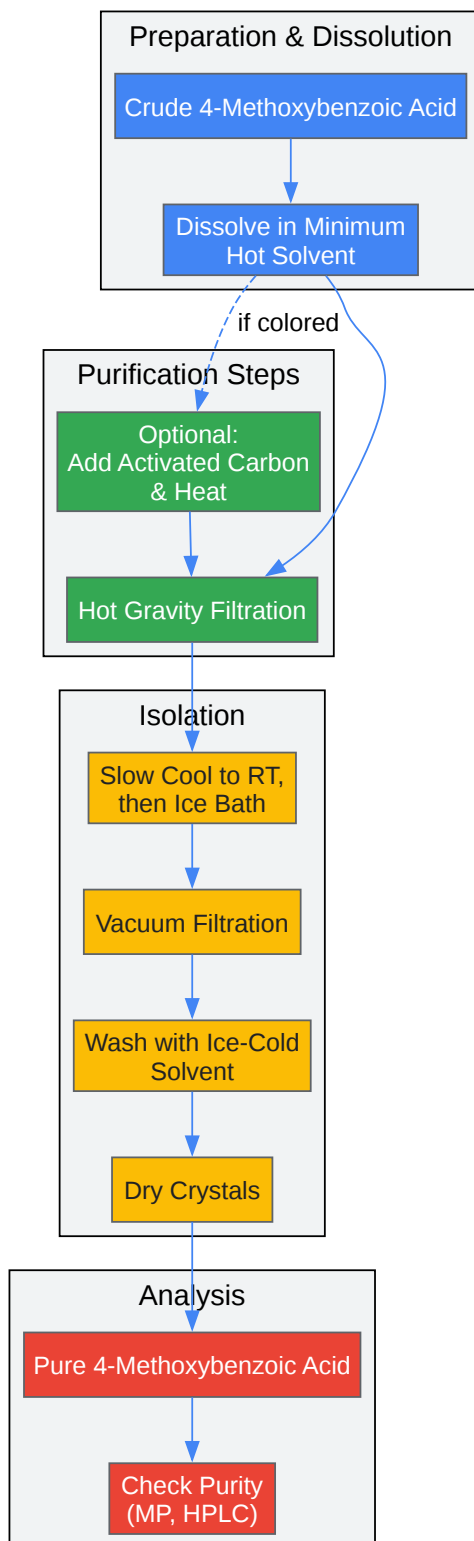 Preparation & Dissolution
Crude 4-Methoxybenzoic Acid
Dissolve in Minimum
Hot Solvent
if colored
Purification Steps
Optional:
Add Activated Carbon
& Heat
Hot Gravity Filtration
Isolation
Slow Cool to RT,
then Ice Bath
Vacuum Filtration
Wash with Ice-Cold
Solvent
Dry Crystals
Analysis
Pure 4-Methoxybenzoic Acid
Check Purity
(MP, HPLC)